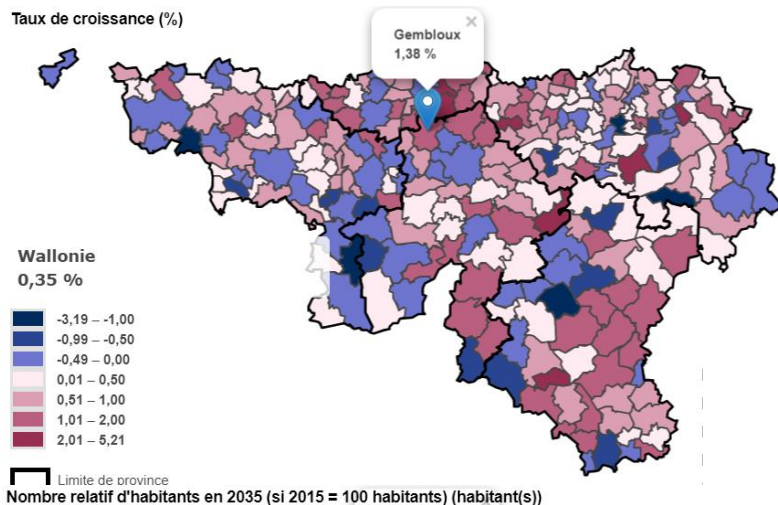 Taux de croissance (%)
Gembloux
1,38 %
Wallonie
0,35 %
-3,19 – -1,00
-0,99 – -0,50
-0,49 – 0,00
0,01 – 0,50
0,51 – 1,00
1,01 – 2,00
2,01 – 5,21
Limite de province
Nombre relatif d'habitants en 2035 (si 2015 = 100 habitants) (habitant(s))